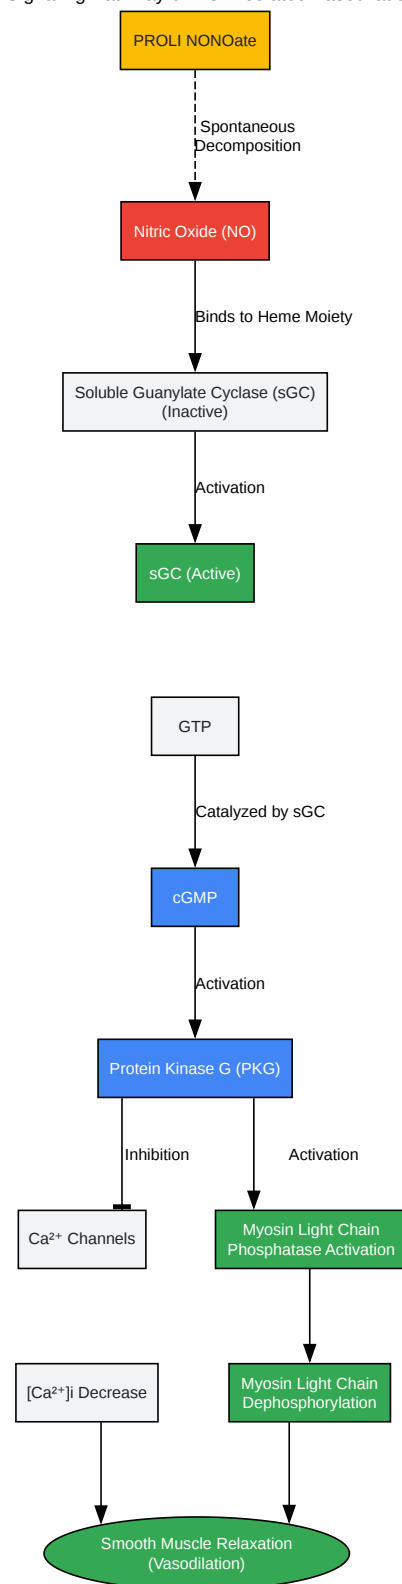 PROLI NONOate
Spontaneous
Decomposition
Nitric Oxide (NO)
Binds to Heme Moiety
Soluble Guanylate Cyclase (sGC)
(Inactive)
Activation
sGC (Active)
GTP
Catalyzed by sGC
cGMP
Activation
Protein Kinase G (PKG)
Inhibition
Activation
Ca²⁺ Channels
Myosin Light Chain
Phosphatase Activation
[Ca²⁺]i Decrease
Myosin Light Chain
Dephosphorylation
Smooth Muscle Relaxation
(Vasodilation)